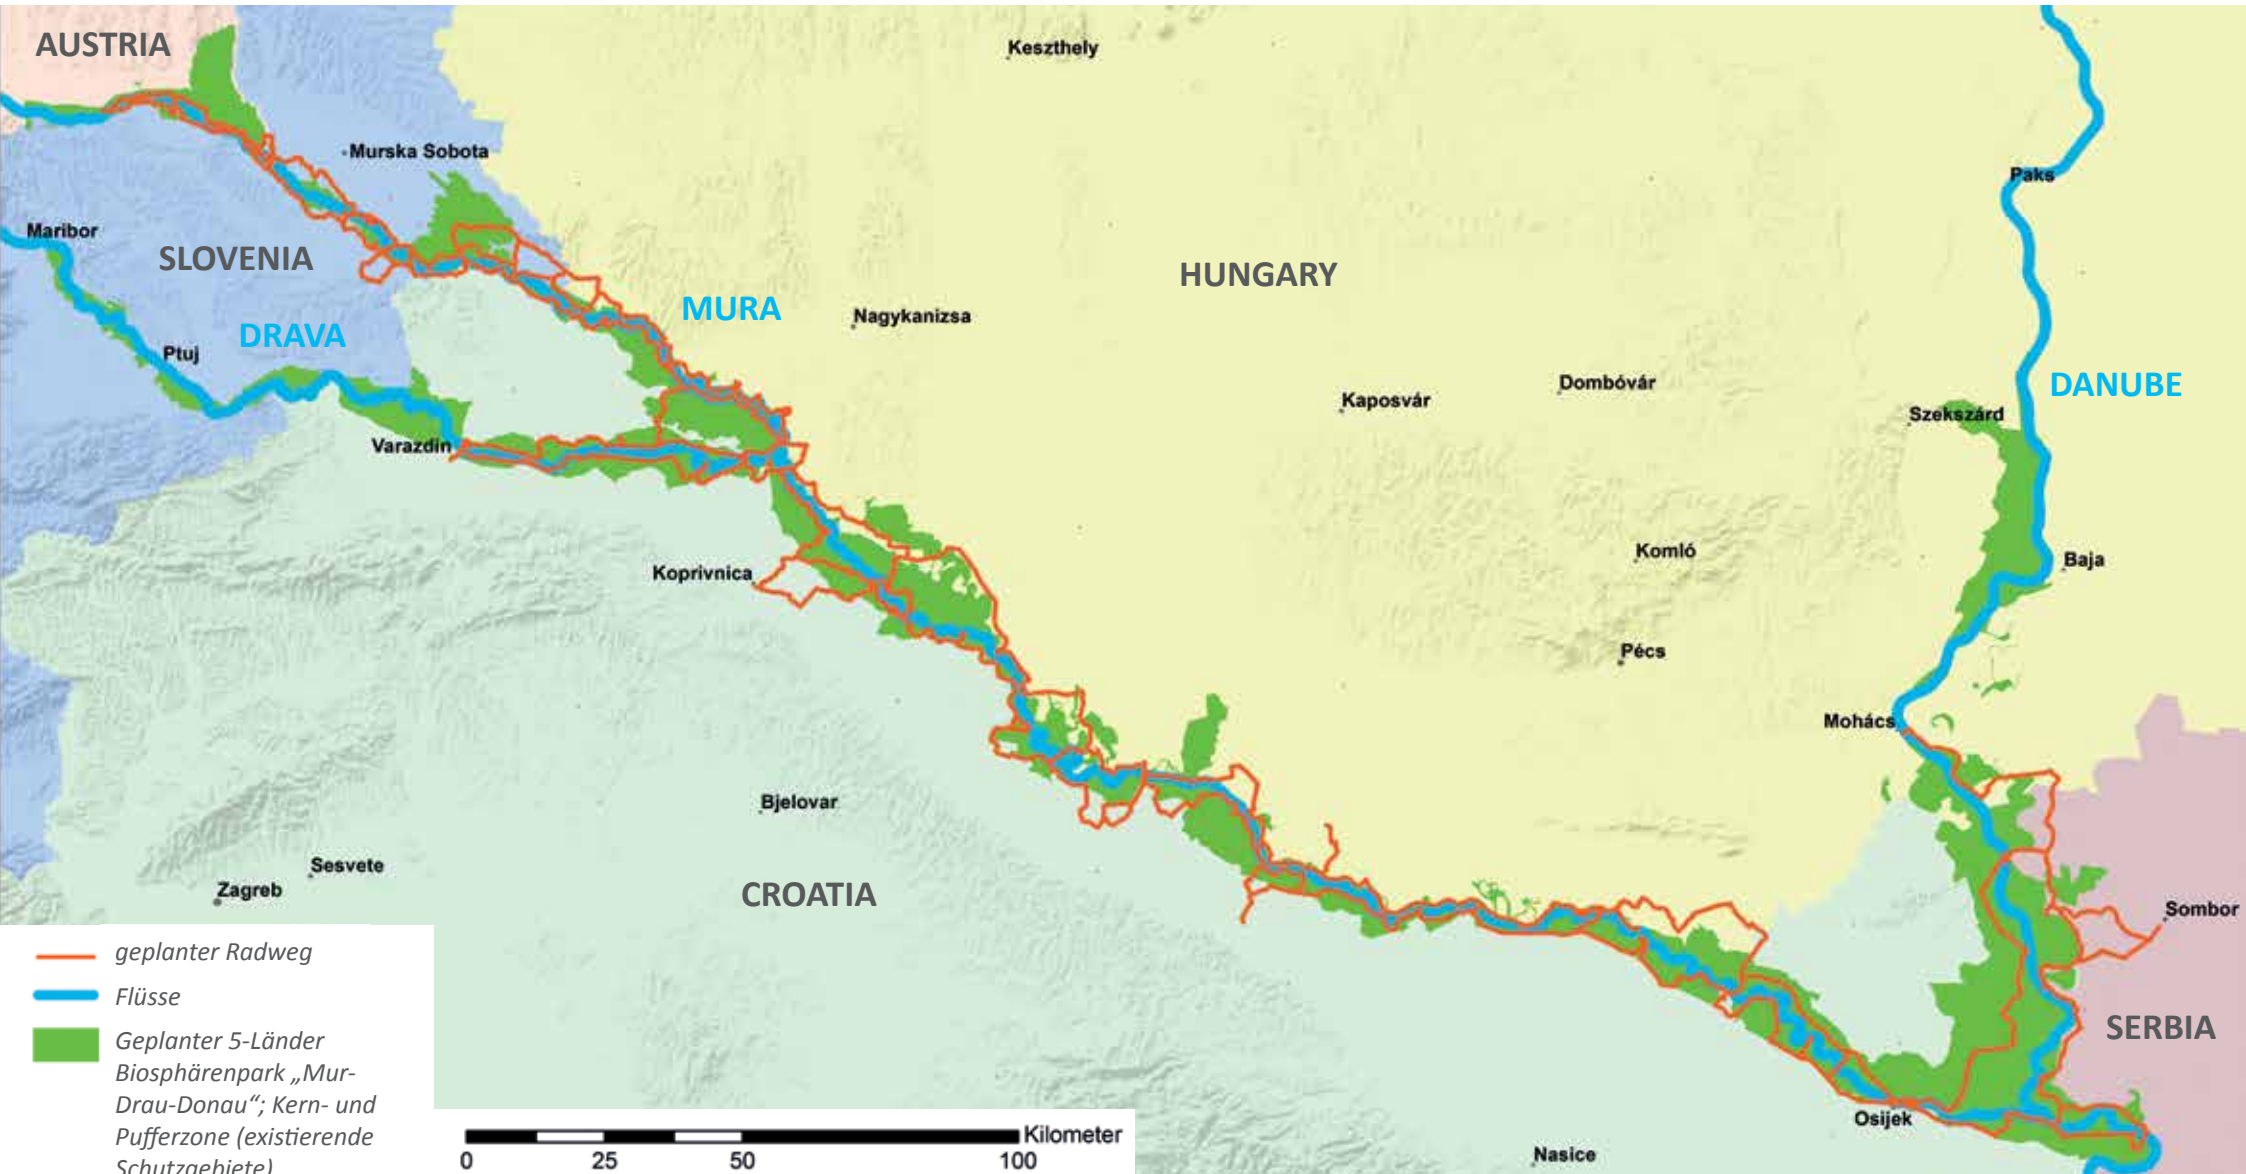 AUSTRIA
Keszthely
Murska Sobota
Paks
Maribor
SLOVENIA
HUNGARY
MURA
Nagykanizsa
DRAVA
Ptuj
Dombóvár
DANUBE
Kaposvár
Szekszárd
Varazdin
Komló
Baja
Koprivnica
Pécs
Mohács
Bjelovar
Sesvete
Zagreb
CROATIA
Sombor
SERBIA
Osijek
Nasice
geplanter Radweg
Flüsse
Geplanter 5-Länder
Biosphärenpark „Mur-
Drau-Donau“; Kern- und
Pufferzone (existierende
Schutzgebiete)
Kilometer
0 25 50 100